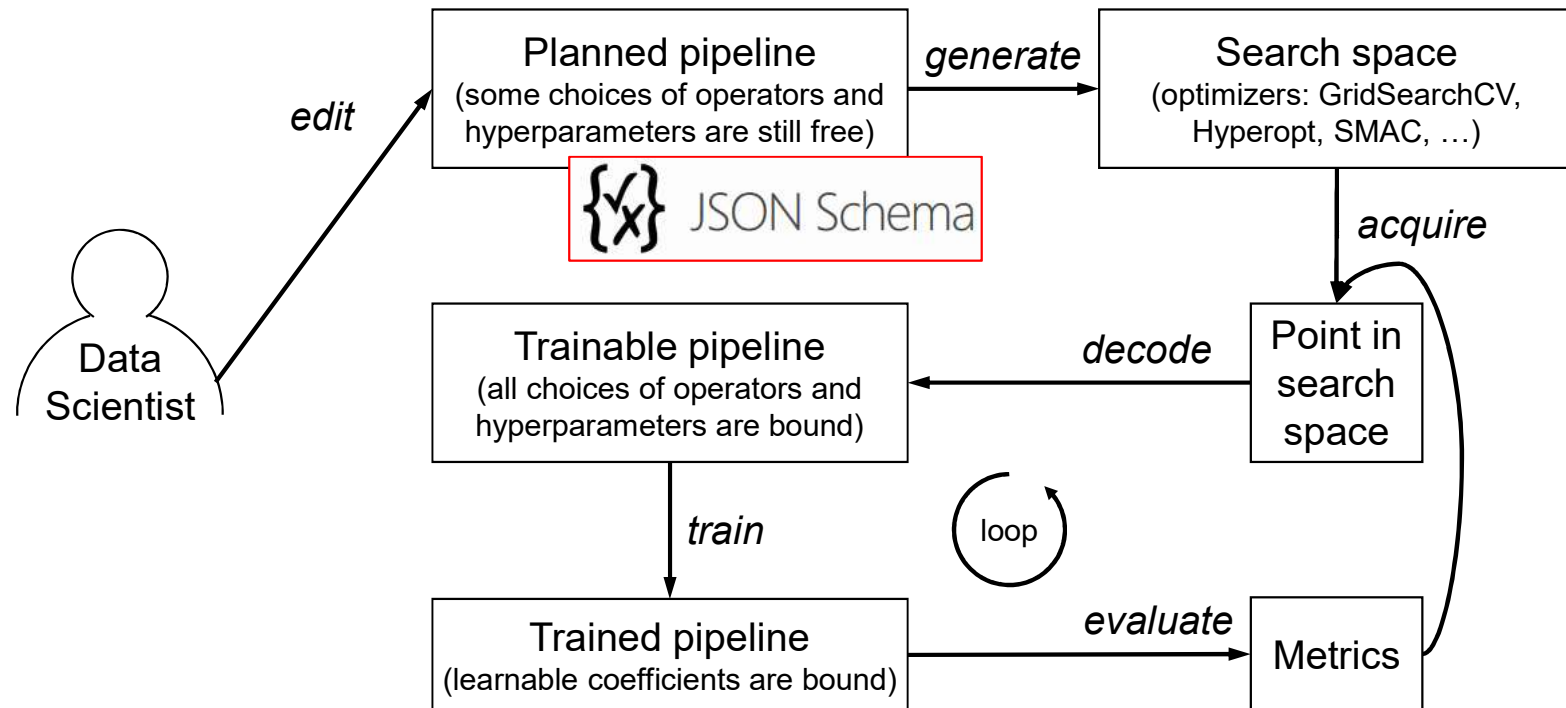 Planned pipeline
(some choices of operators and
hyperparameters are still free)
generate
Search space
(optimizers: GridSearchCV,
Hyperopt, SMAC, …)
edit
{√x} JSON Schema
acquire
Data
Scientist
Trainable pipeline
(all choices of operators and
hyperparameters are bound)
decode
Point in
search
space
train
loop
Trained pipeline
(learnable coefficients are bound)
evaluate
Metrics